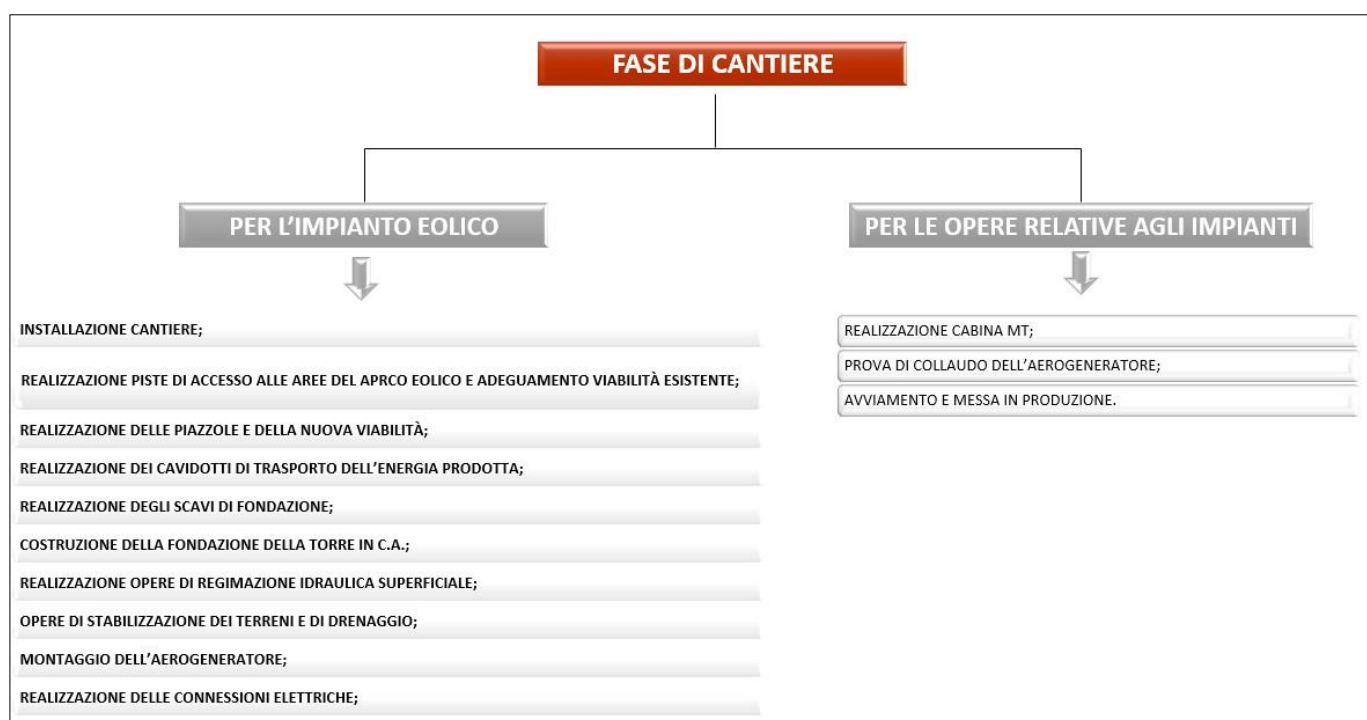 FASE DI CANTIERE
PER L’IMPIANTO EOLICO
INSTALLAZIONE CANTIERE;
REALIZZAZIONE PISTE DI ACCESSO ALLE AREE DEL APRCO EOLICO E ADEGUAMENTO VIABILITÀ ESISTENTE;
REALIZZAZIONE DELLE PIAZZOLE E DELLA NUOVA VIABILITÀ;
REALIZZAZIONE DEI CAVIDOTTI DI TRASPORTO DELL’ENERGIA PRODOTTA;
REALIZZAZIONE DEGLI SCAVI DI FONDAZIONE;
COSTRUZIONE DELLA FONDAZIONE DELLA TORRE IN C.A.;
REALIZZAZIONE OPERE DI REGIMAZIONE IDRAULICA SUPERFICIALE;
OPERE DI STABILIZZAZIONE DEI TERRENI E DI DRENAGGIO;
MONTAGGIO DELL’AEROGENERATORE;
REALIZZAZIONE DELLE CONNESSIONI ELETTRICHE;
PER LE OPERE RELATIVE AGLI IMPIANTI
REALIZZAZIONE CABINA MT;
PROVA DI COLLAUDO DELL’AEROGENERATORE;
AVVIAMENTO E MESSA IN PRODUZIONE.